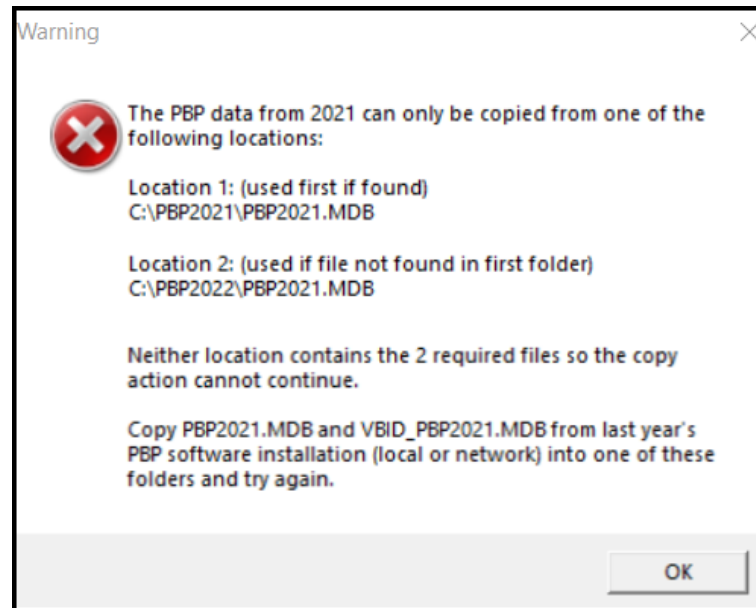 Warning
The PBP data from 2021 can only be copied from one of the
following locations:
Location 1: (used first if found)
C:\PBP2021\PBP2021.MDB
Location 2: (used if file not found in first folder)
C:\PBP2022\PBP2021.MDB
Neither location contains the 2 required files so the copy
action cannot continue.
Copy PBP2021.MDB and VBID_PBP2021.MDB from last year's
PBP software installation (local or network) into one of these
folders and try again.
OK